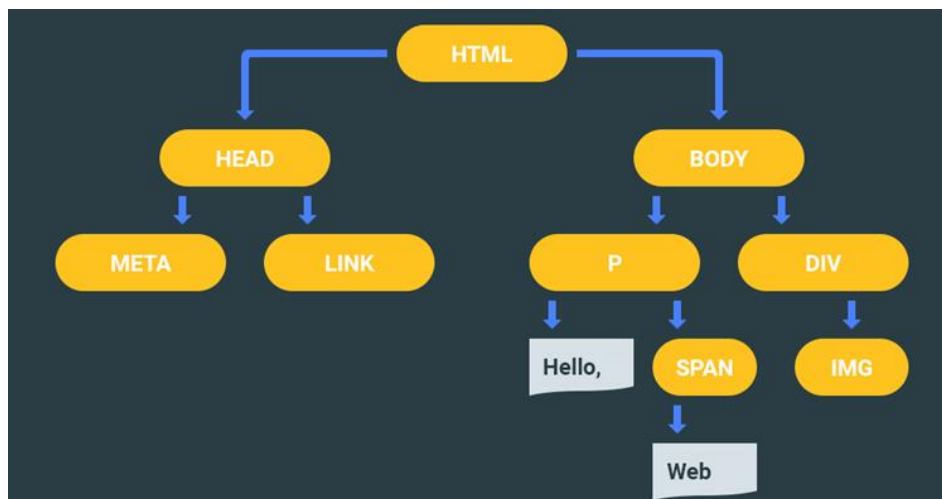 HTML
HEAD
BODY
META
LINK
P
DIV
Hello,
SPAN
IMG
Web